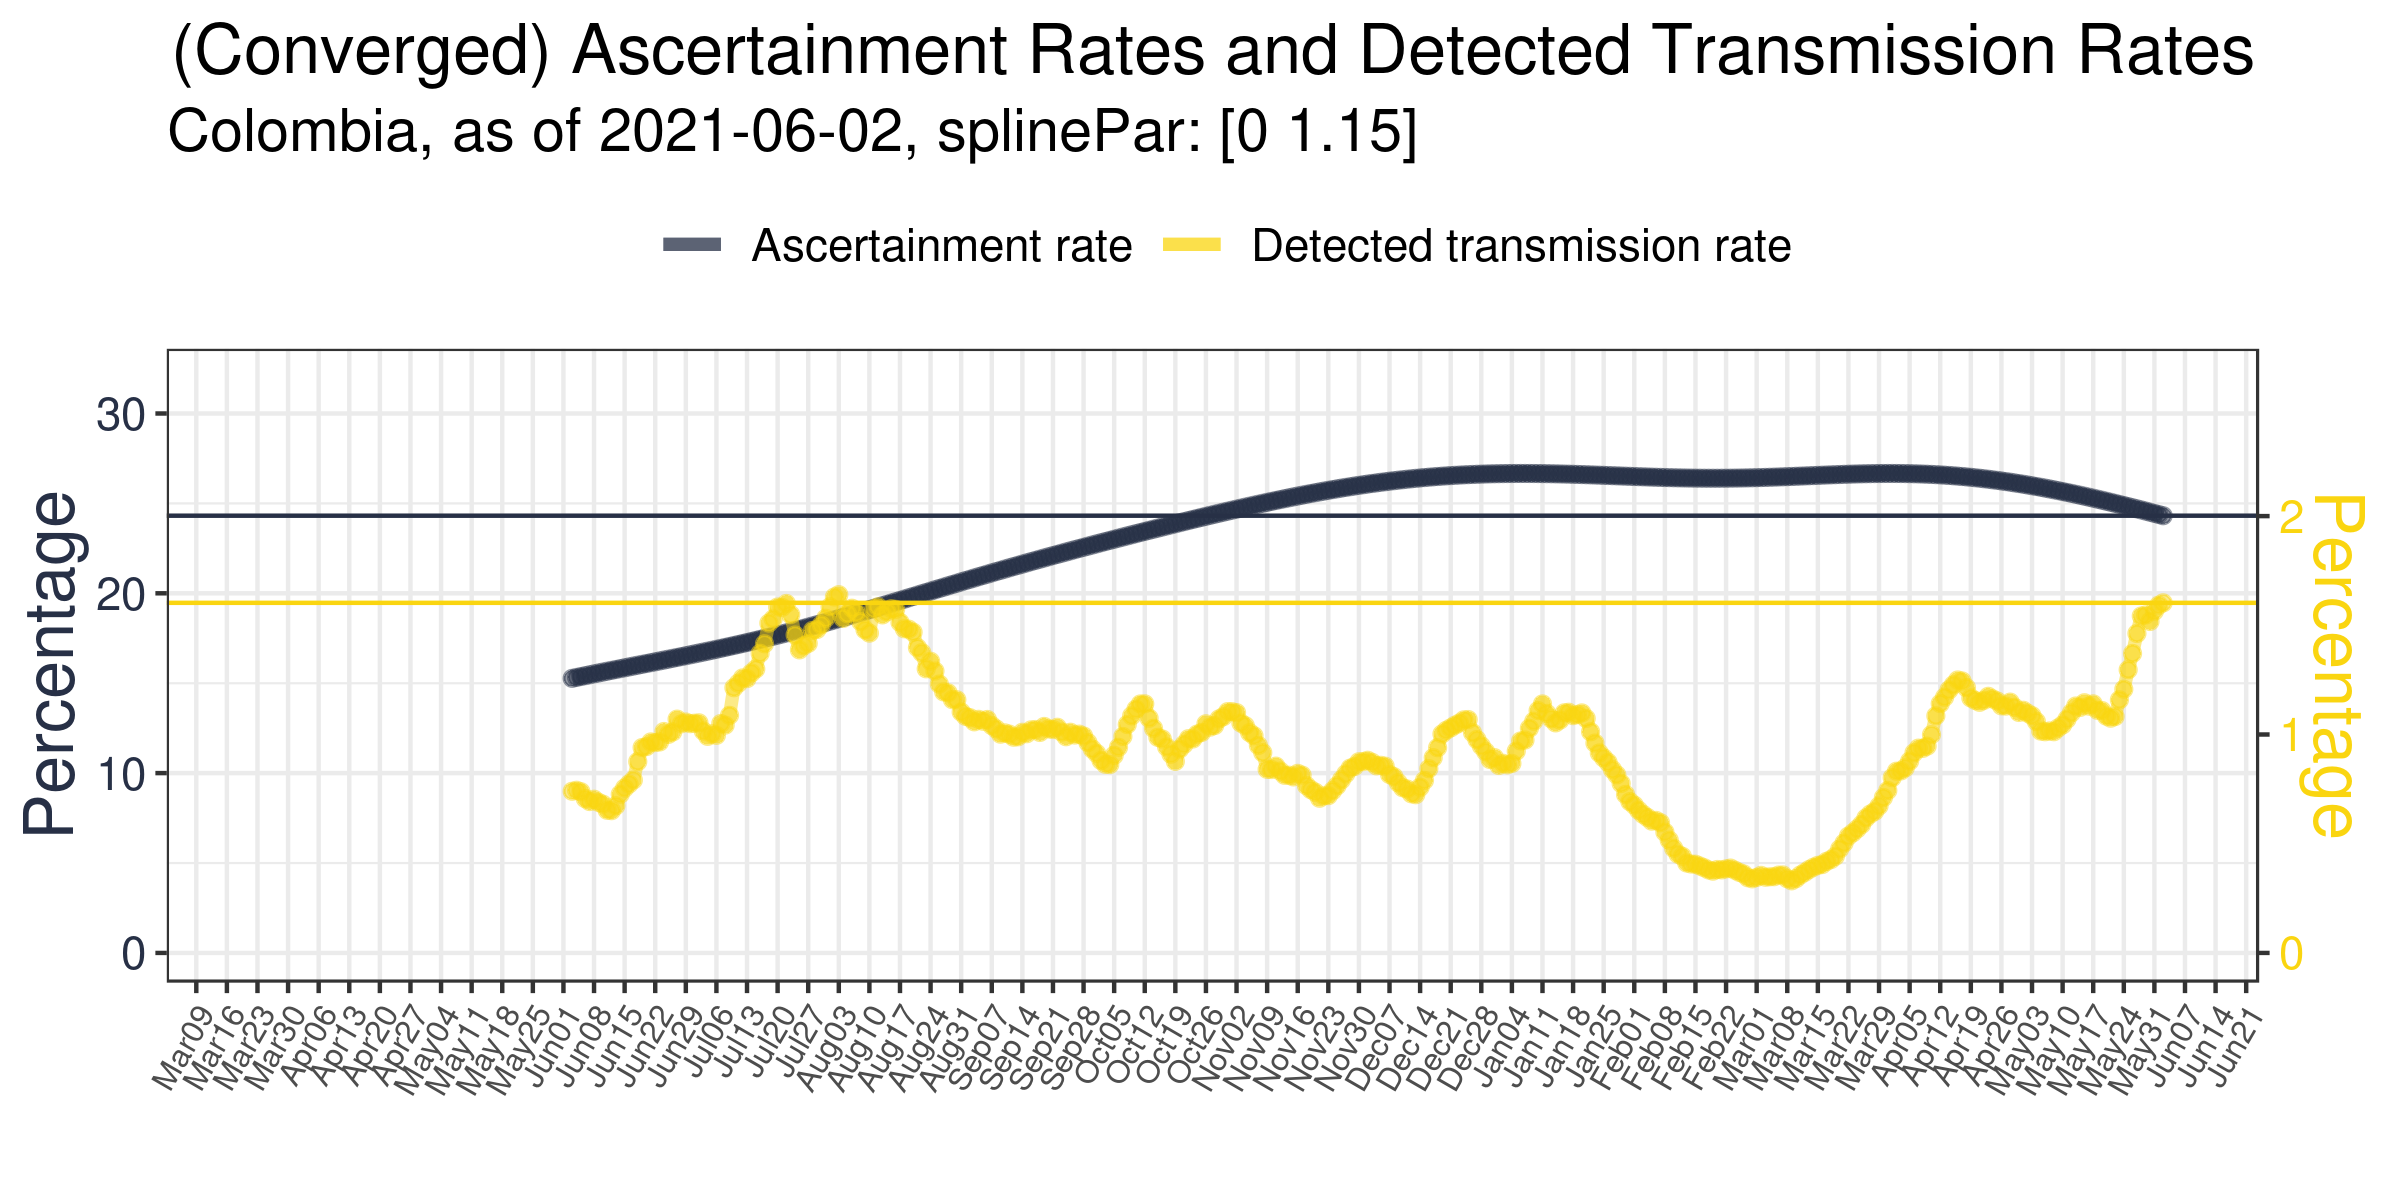 (Converged) Ascertainment Rates and Detected Transmission Rates
Colombia, as of 2021-06-02, splinePar: [0 1.15]
Ascertainment rate
Detected transmission rate
Percentage
30
20
10
0
2
1
0
Percentage
Mar09
Mar16
Mar23
Mar30
Apr06
Apr13
Apr20
Apr27
May04
May11
May18
May25
Jun01
Jun08
Jun15
Jun22
Jun29
Jul06
Jul13
Jul20
Jul27
Aug03
Aug10
Aug17
Aug24
Aug31
Sep07
Sep14
Sep21
Sep28
Oct05
Oct12
Oct19
Oct26
Nov02
Nov09
Nov16
Nov23
Nov30
Dec07
Dec14
Dec21
Dec28
Jan04
Jan11
Jan18
Jan25
Feb01
Feb08
Feb15
Feb22
Mar01
Mar08
Mar15
Mar22
Mar29
Apr05
Apr12
Apr19
Apr26
May03
May10
May17
May24
May31
Jun07
Jun14
Jun21